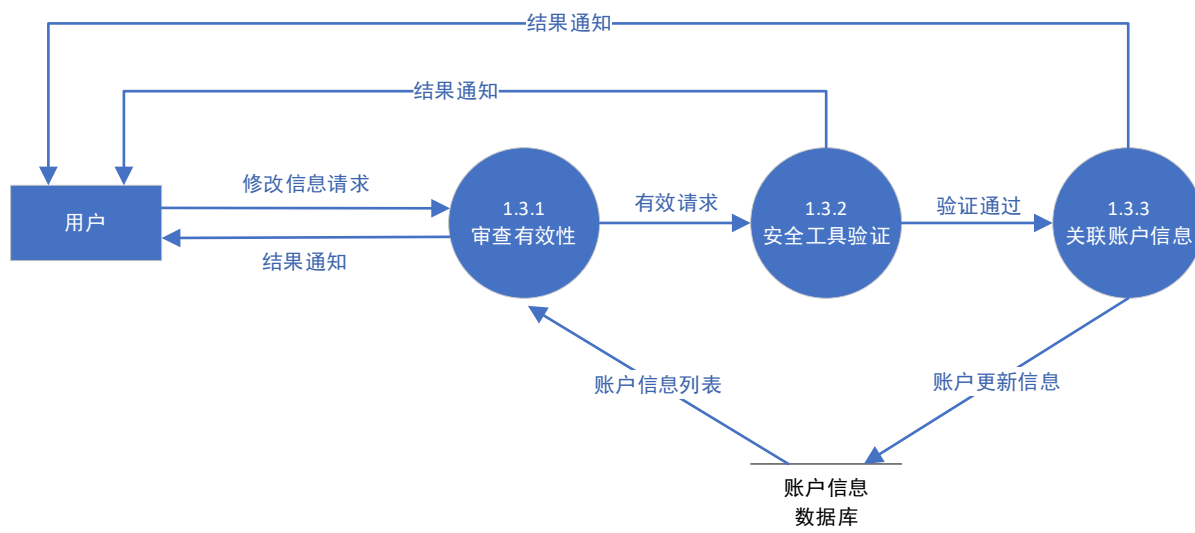 结果通知
结果通知
修改信息请求
用户
结果通知
1.3.1
审查有效性
有效请求
1.3.2
安全工具验证
验证通过
1.3.3
关联账户信息
账户信息列表
账户更新信息
账户信息
数据库